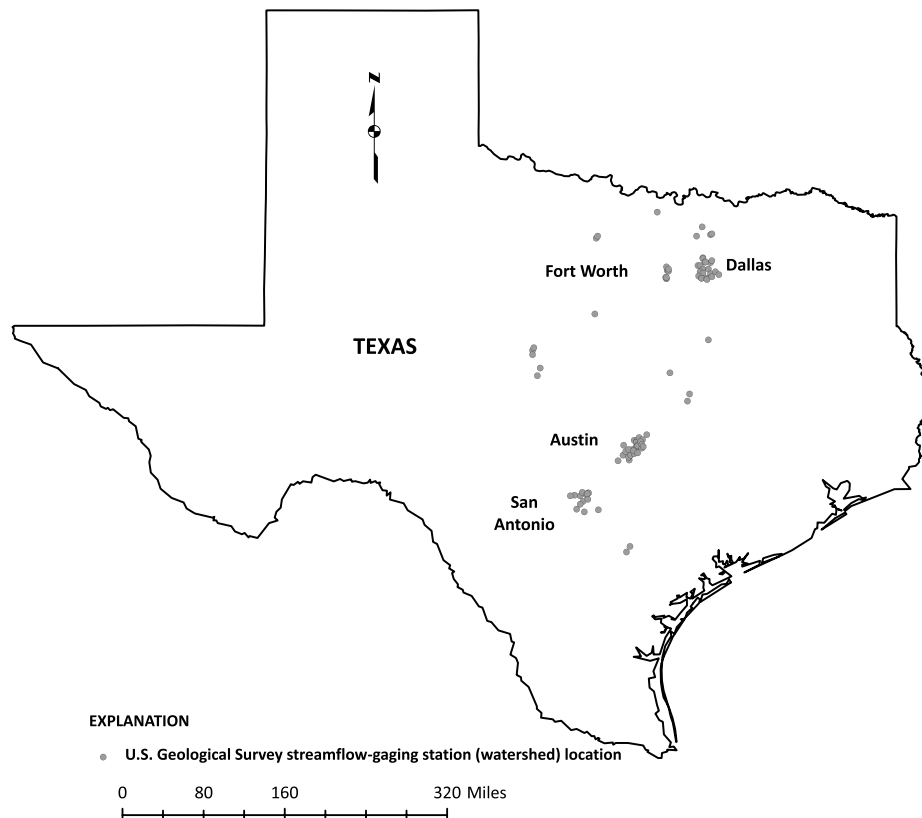 N
Fort Worth
Dallas
TEXAS
Austin
San
Antonio
EXPLANATION
U.S. Geological Survey streamflow-gaging station (watershed) location
0 80 160 320 Miles